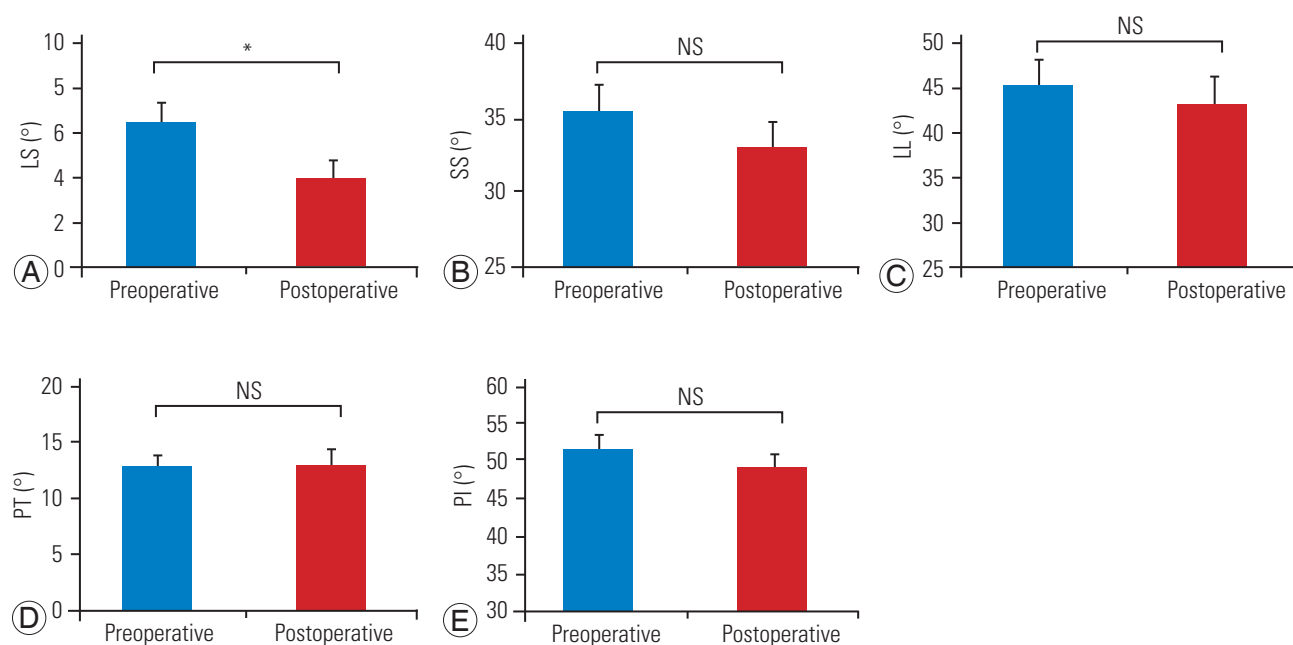 10
5
6
4
2
0
LS (°)
*
Preoperative
Postoperative
A
40
35
30
25
SS (°)
NS
Preoperative
Postoperative
B
50
45
40
35
30
25
LL (°)
NS
Preoperative
Postoperative
C
20
15
10
5
0
PT (°)
NS
Preoperative
Postoperative
D
60
55
50
45
50
40
35
30
PI (°)
NS
Preoperative
Postoperative
E